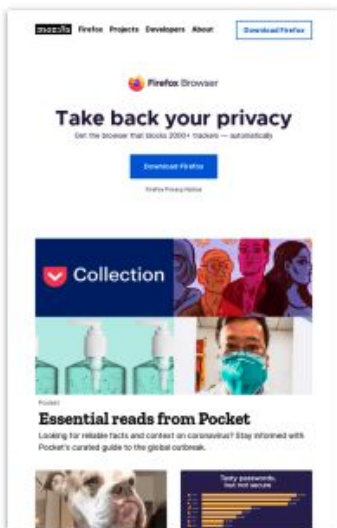 moz://a Firefox Projects Developers About Download Firefox
Firefox Browser
Take back your privacy
Get the browser that blocks 2000+ trackers — automatically
Download Firefox
Firefox Privacy Notice
Collection
Pocket
Essential reads from Pocket
Looking for reliable facts and context on coronavirus? Stay informed with
Pocket's curated guide to the global outbreak.
Tasty passwords,
but not secure